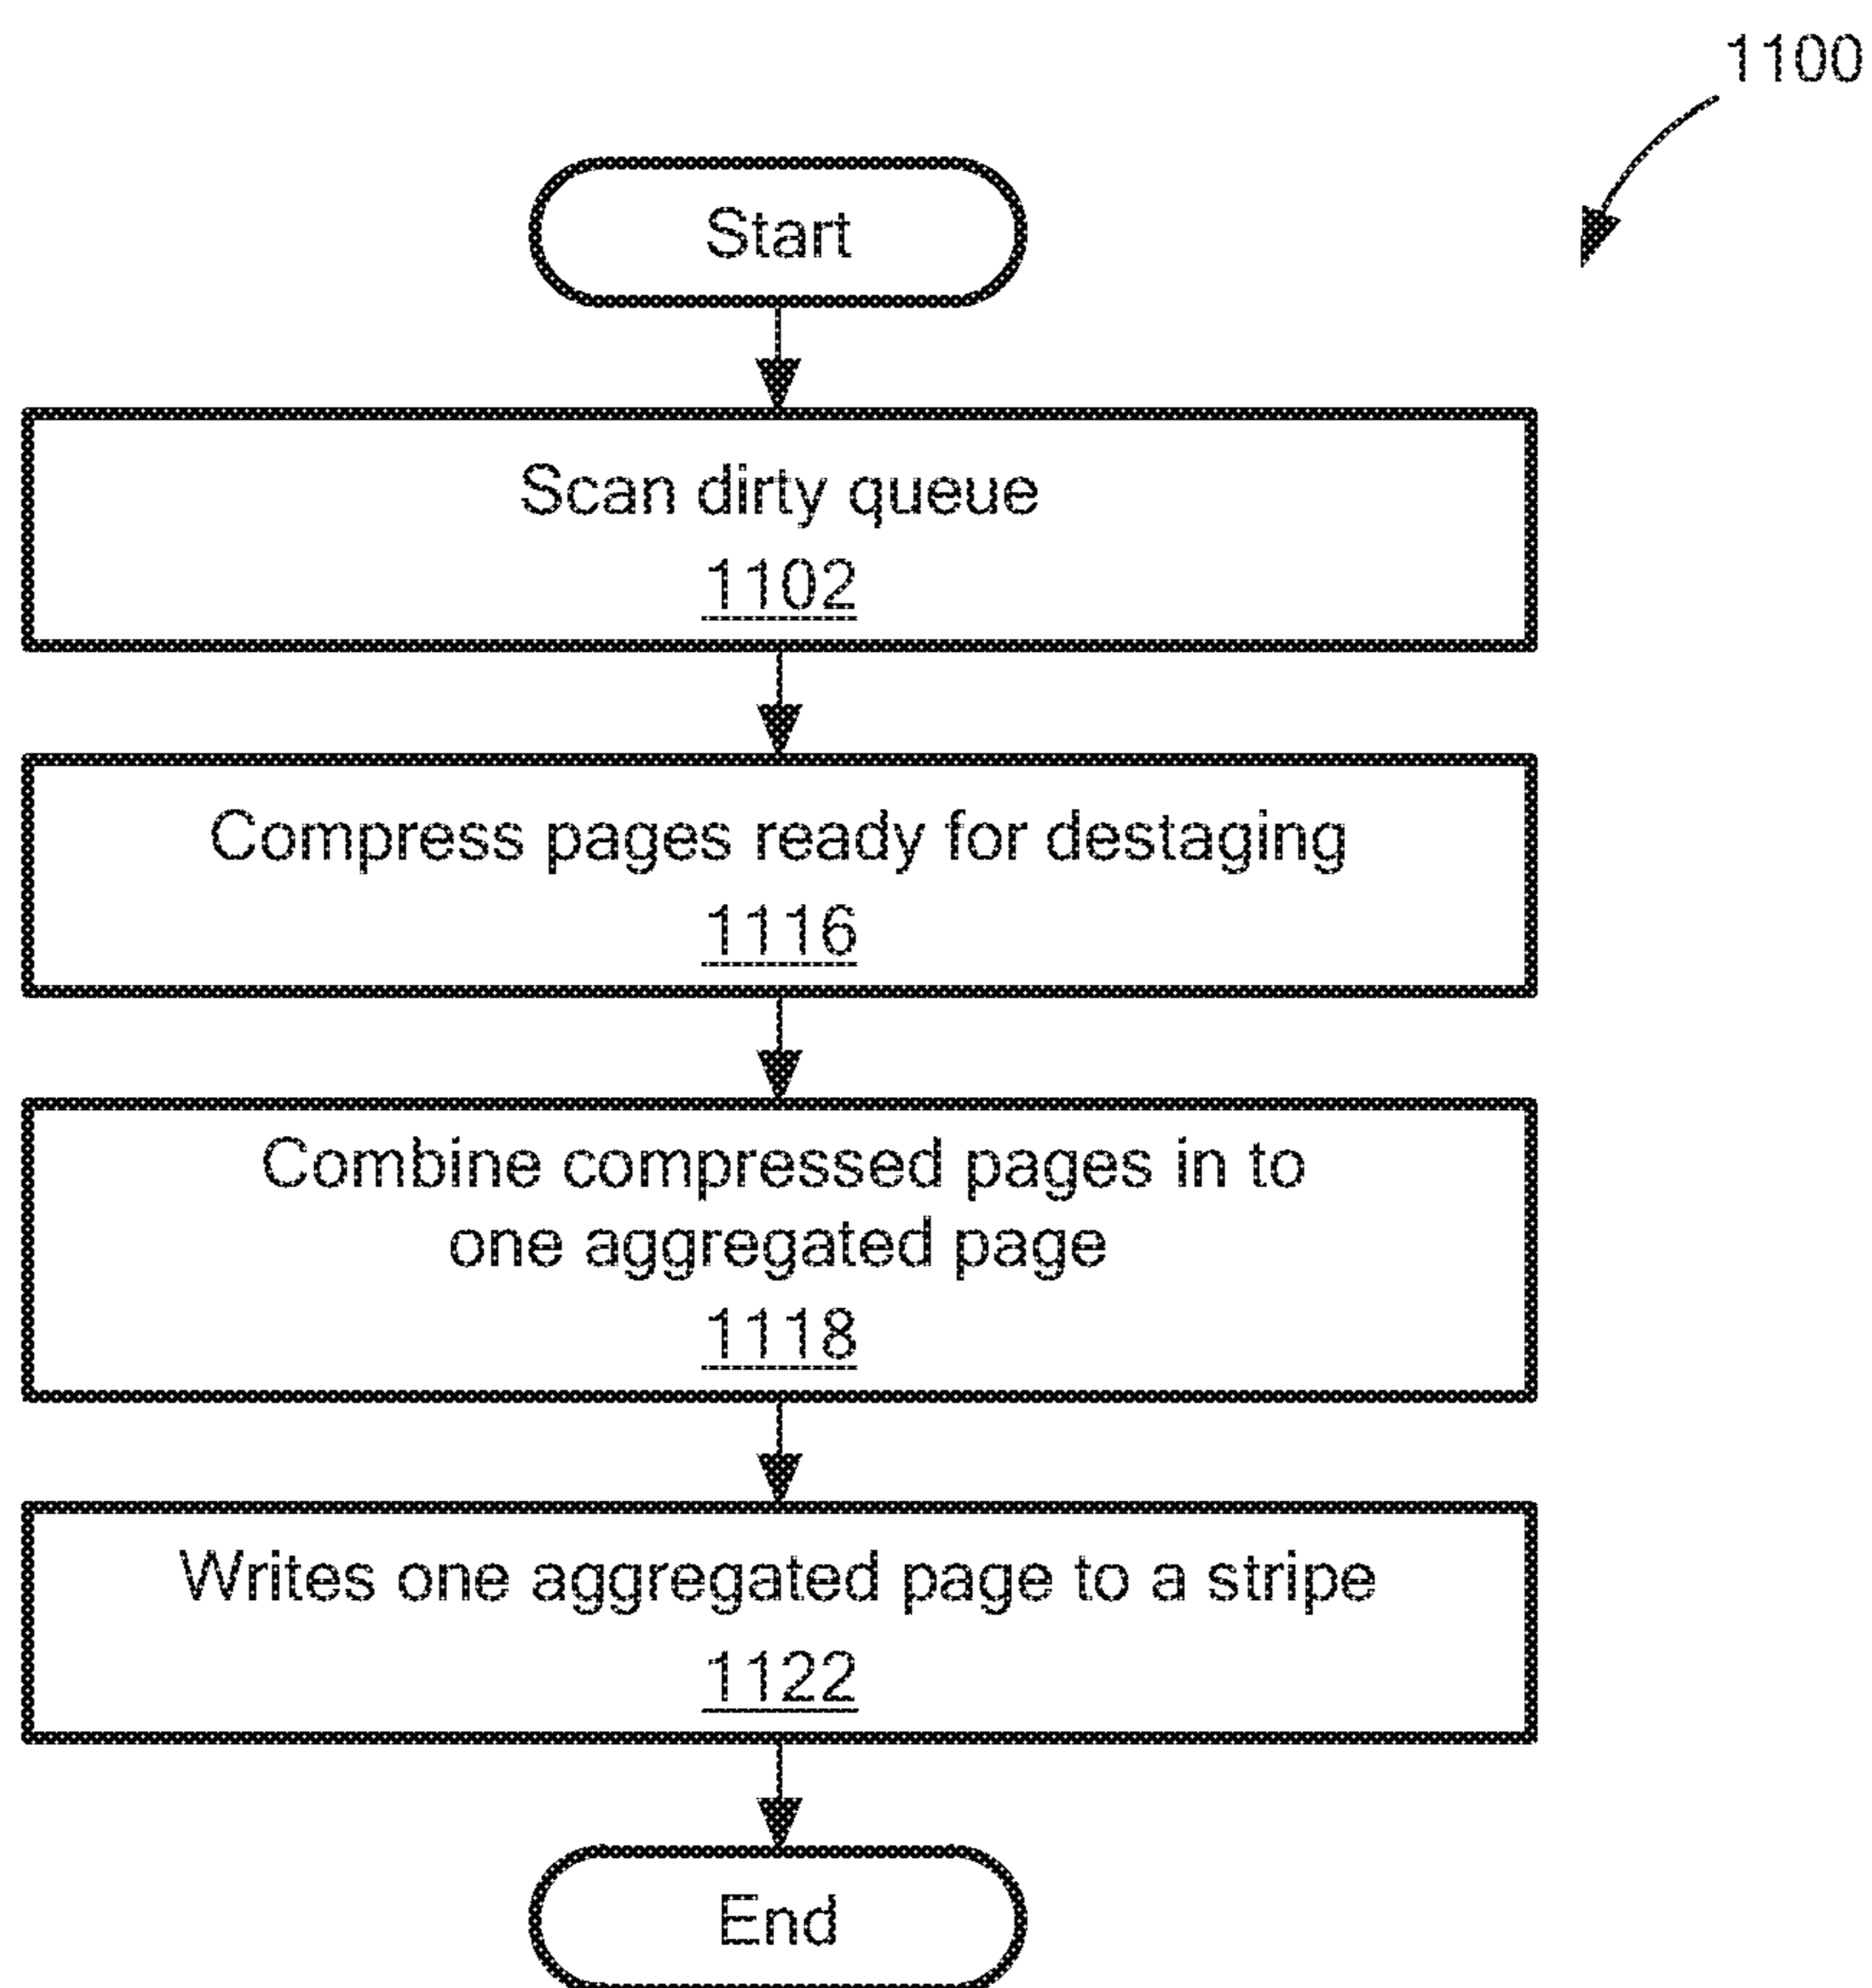 1100
Start
Scan dirty queue
1102
Compress pages ready for destaging
1116
Combine compressed pages in to
one aggregated page
1118
Writes one aggregated page to a stripe
1122
End